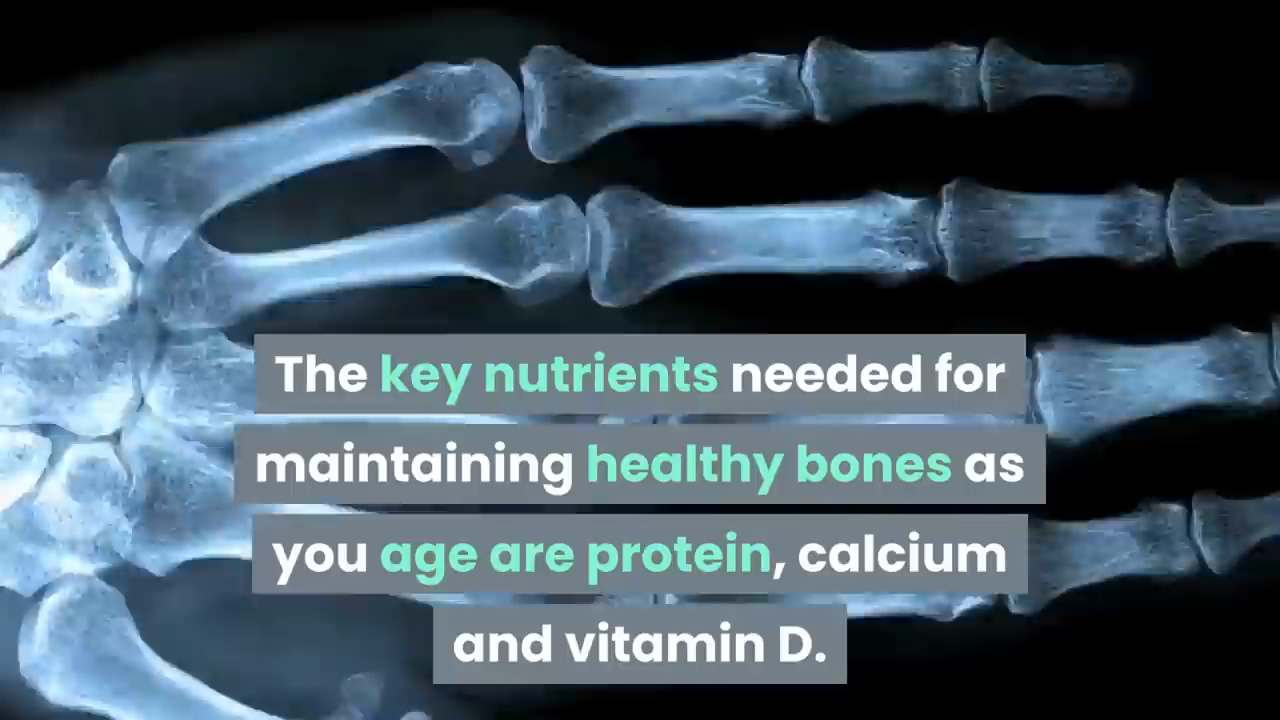 The key nutrients needed for
maintaining healthy bones as
you age are protein, calcium
and vitamin D.